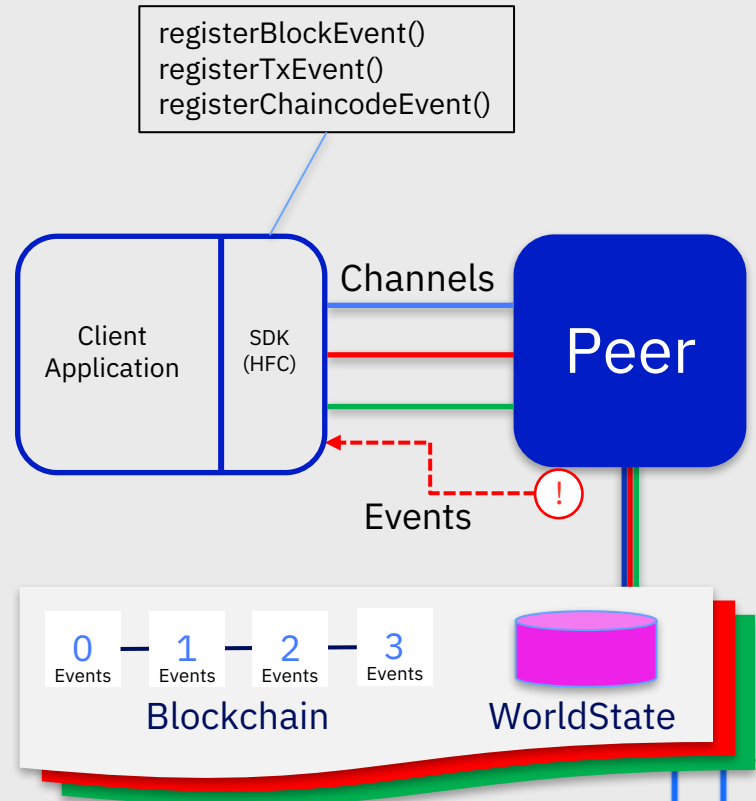 registerBlockEvent()
registerTxEvent()
registerChaincodeEvent()
Client
Application
SDK
(HFC)
Channels
Peer
!
Events
0
Events
1
Events
2
Events
3
Events
Blockchain
WorldState